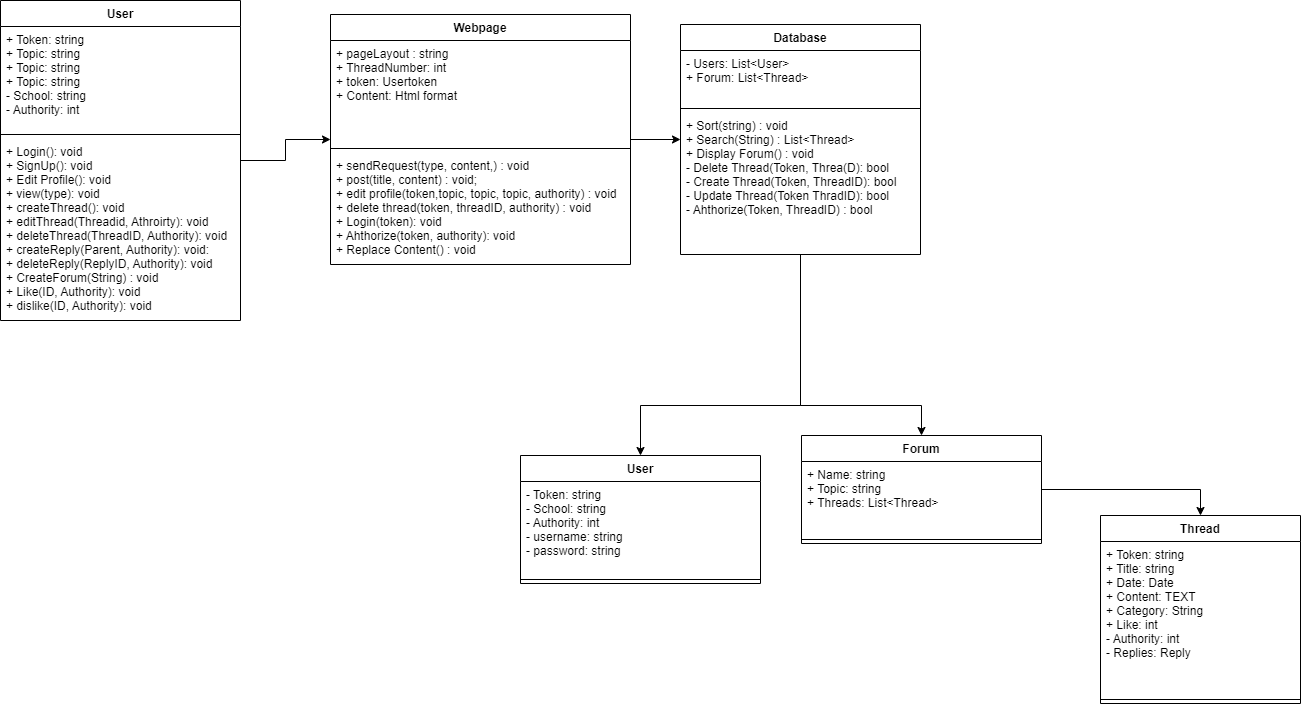 User
+ Token: string
+ Topic: string
+ Topic: string
+ Topic: string
- School: string
- Authority: int
+ Login(): void
+ SignUp(): void
+ Edit Profile(): void
+ view(type): void
+ createThread(): void
+ editThread(Threadid, Athroirty): void
+ deleteThread(ThreadID, Authority): void
+ createReply(Parent, Authority): void:
+ deleteReply(ReplyID, Authority): void
+ CreateForum(String) : void
+ Like(ID, Authority): void
+ dislike(ID, Authority): void
Webpage
+ pageLayout : string
+ ThreadNumber: int
+ token: Usertoken
+ Content: Html format
+ sendRequest(type, content,) : void
+ post(title, content) : void;
+ edit profile(token,topic, topic, topic, authority) : void
+ delete thread(token, threadID, authority) : void
+ Login(token): void
+ Ahthorize(token, authority): void
+ Replace Content() : void
Database
- Users: List<User>
+ Forum: List<Thread>
+ Sort(string) : void
+ Search(String) : List<Thread>
+ Display Forum() : void
- Delete Thread(Token, Threa(D): bool
- Create Thread(Token, ThreadID): bool
- Update Thread(Token ThradID): bool
- Ahthorize(Token, ThreadID) : bool
User
- Token: string
- School: string
- Authority: int
- username: string
- password: string
Forum
+ Name: string
+ Topic: string
+ Threads: List<Thread>
Thread
+ Token: string
+ Title: string
+ Date: Date
+ Content: TEXT
+ Category: String
+ Like: int
- Authority: int
- Replies: Reply